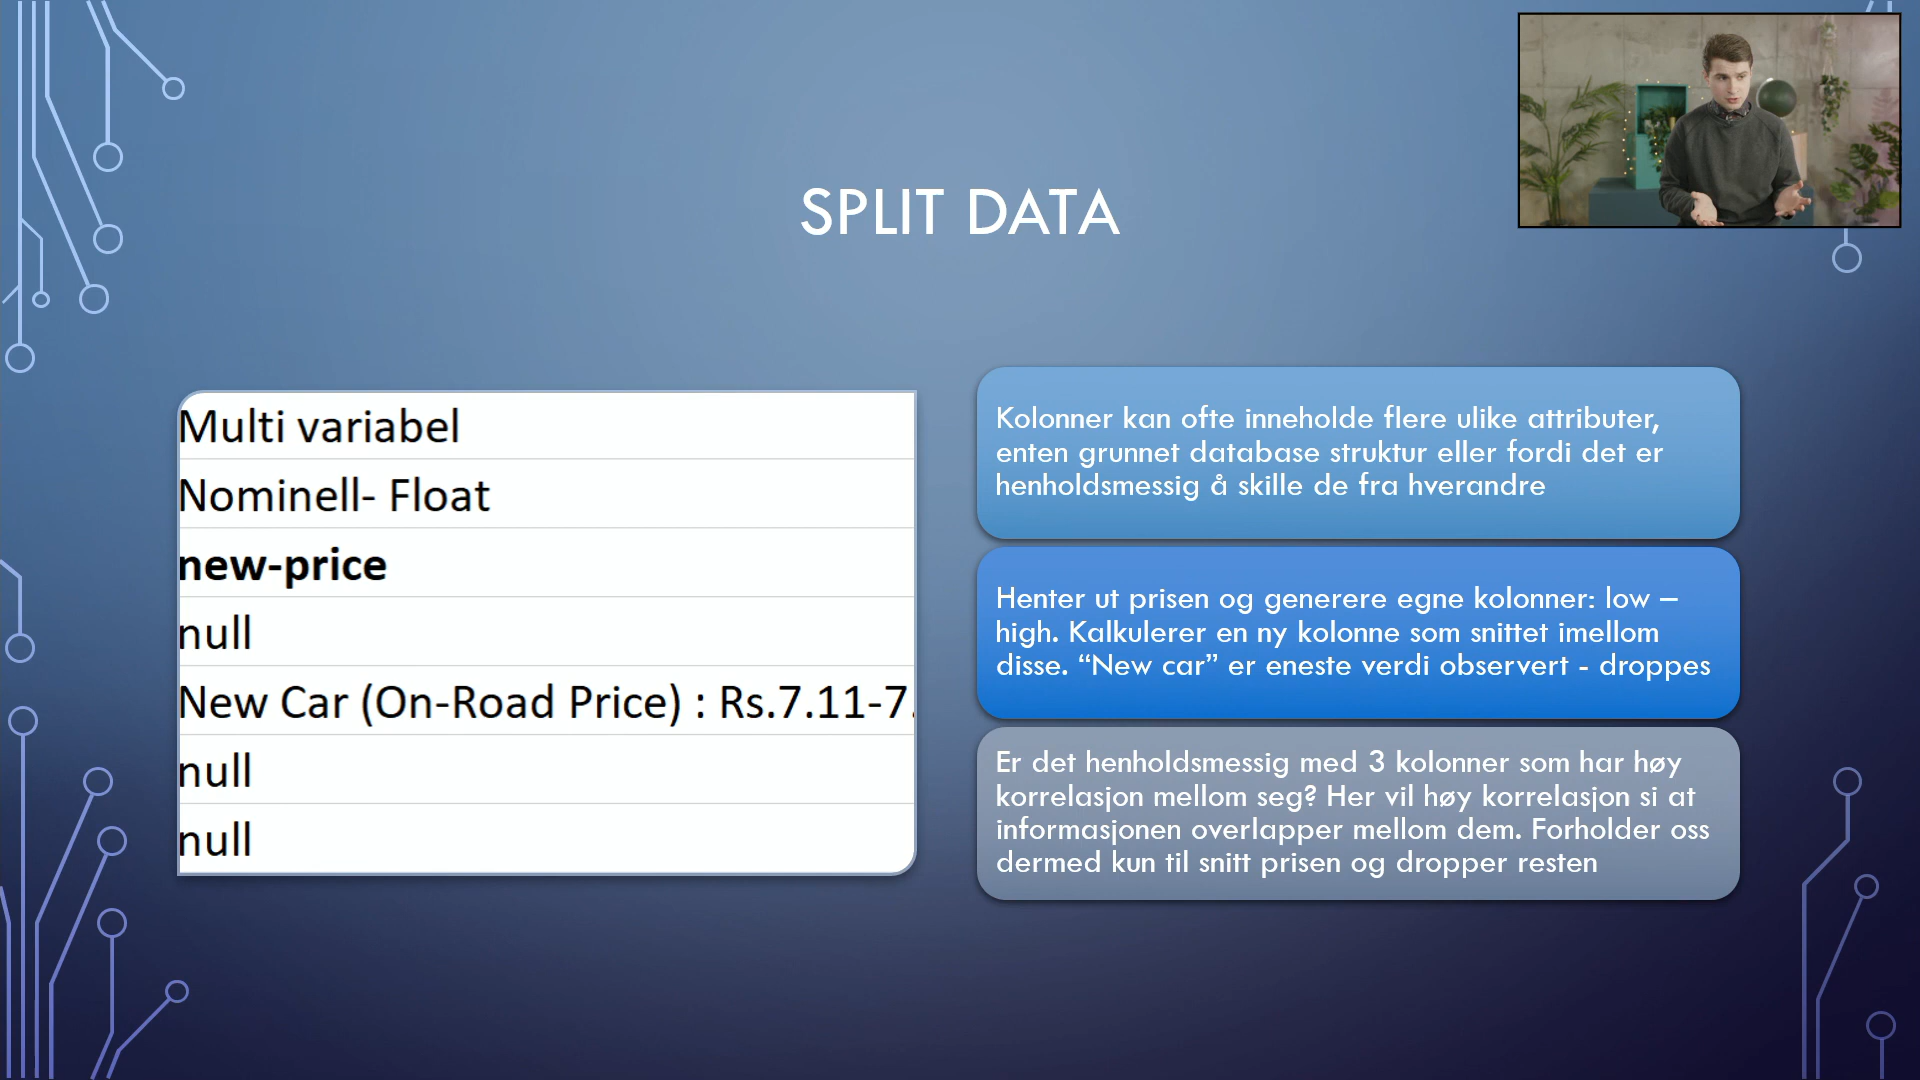 SPLIT DATA
Multi variabel
Nominell- Float
new-price
null
New Car (On-Road Price) : Rs.7.11-7.
null
null
Kolonner kan ofte inneholde flere ulike attributer,
enten grunnet database struktur eller fordi det er
henholdsmessig å skille de fra hverandre
Henter ut prisen og generere egne kolonner: low –
high. Kalkulerer en ny kolonne som snittet imellom
disse. “New car” er eneste verdi observert - droppes
Er det henholdsmessig med 3 kolonner som har høy
korrelasjon mellom seg? Her vil høy korrelasjon si at
informasjonen overlapper mellom dem. Forholder oss
dermed kun til snitt prisen og dropper resten